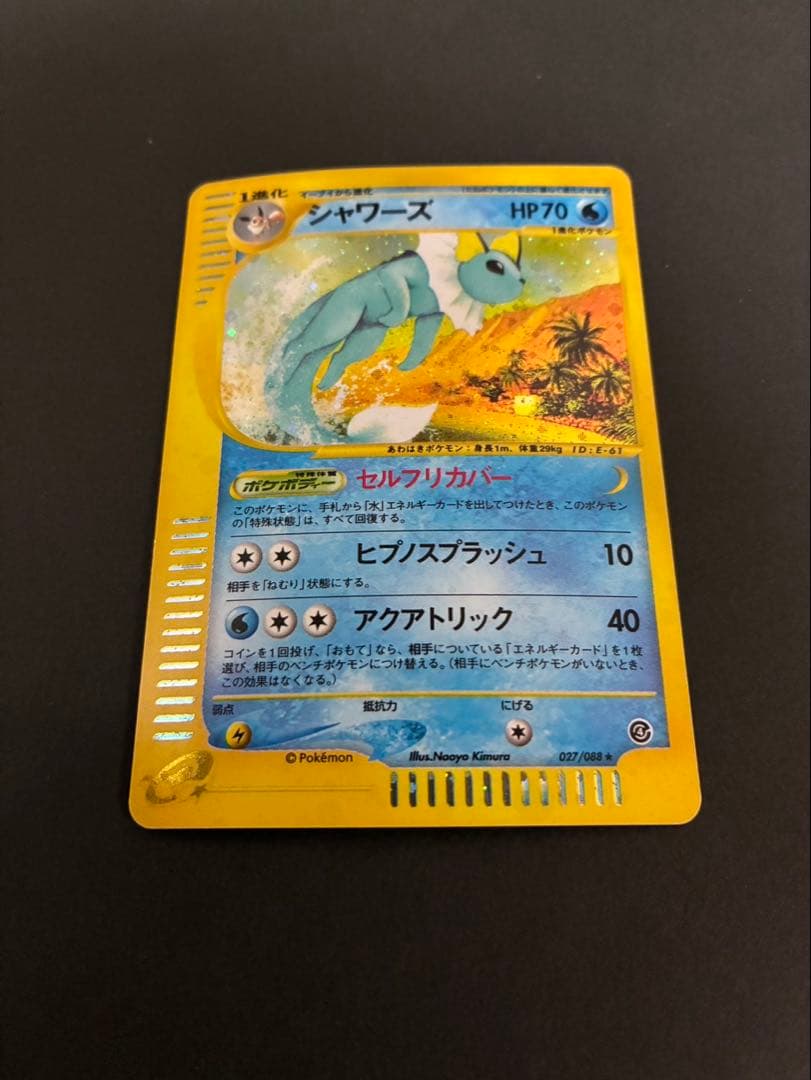 1進化 イーブイから進化
シャワーズ HP70
1進化ポケモン
あわはきポケモン:身長1m、体重29kg ID:E-61
特殊体質
ポケボディー セルフリカバー
このポケモンに、手札から「水」エネルギーカードを出してつけたとき、このポケモン
の「特殊状態」は、すべて回復する。
ヒプノスプラッシュ 10
相手を「ねむり」状態にする。
アクアトリック 40
コインを1回投げ、「おもて」なら、相手についている「エネルギーカード」を1枚
選び、相手のベンチポケモンにつけ替える。(相手にベンチポケモンがいないとき、
この効果はなくなる。)
弱点 抵抗力 にげる
©Pokémon Illus.Naoyo Kimura 027/088★